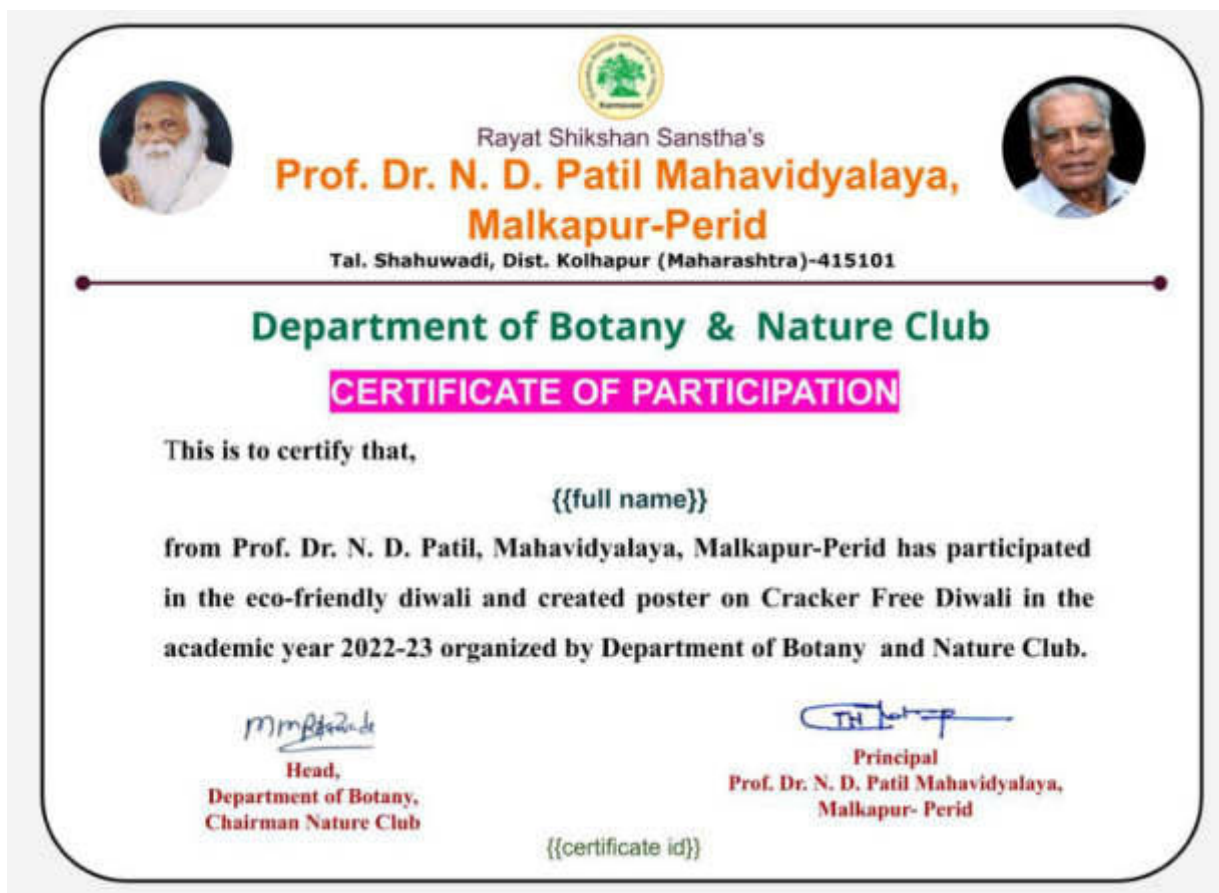 Karmaveer
Rayat Shikshan Sanstha's
Prof. Dr. N. D. Patil Mahavidyalaya,
Malkapur-Perid
Tal. Shahuwadi, Dist. Kolhapur (Maharashtra)-415101
Department of Botany & Nature Club
CERTIFICATE OF PARTICIPATION
This is to certify that,
{{full name}}
from Prof. Dr. N. D. Patil, Mahavidyalaya, Malkapur-Perid has participated
in the eco-friendly diwali and created poster on Cracker Free Diwali in the
academic year 2022-23 organized by Department of Botany and Nature Club.
Head,
Department of Botany,
Chairman Nature Club
Principal
Prof. Dr. N. D. Patil Mahavidyalaya,
Malkapur- Perid
{{certificate id}}